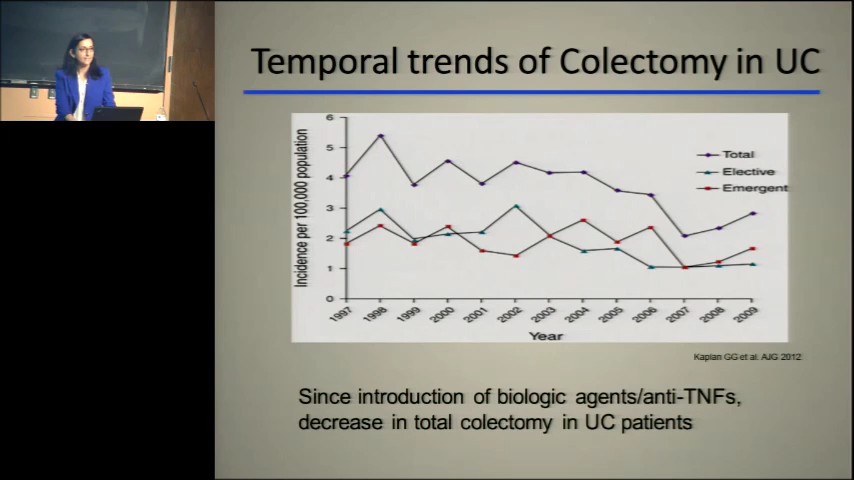 Temporal trends of Colectomy in UC
Incidence per 100,000 population
6
5
4
3
2
1
0
Total
Elective
Emergent
1997
1998
1999
2000
2001
2002
2003
2004
2005
2006
2007
2008
2009
Year
Kaplan GG et al. AJG 2012
Since introduction of biologic agents/anti-TNFs,
decrease in total colectomy in UC patients